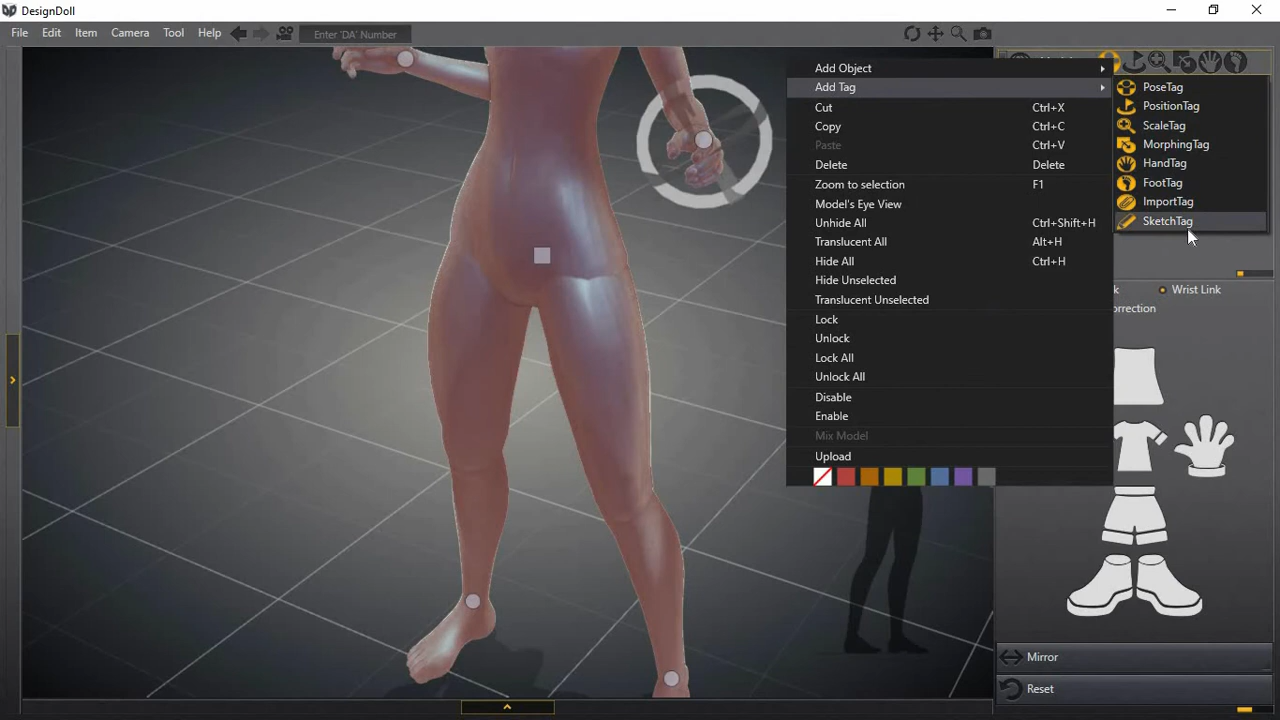 DesignDoll
File Edit Item Camera Tool Help Enter 'DA' Number
Add Object
Add Tag
Cut Ctrl+X
Copy Ctrl+C
Paste Ctrl+V
Delete Delete
Zoom to selection F1
Model's Eye View
Unhide All Ctrl+Shift+H
Translucent All Alt+H
Hide All Ctrl+H
Hide Unselected
Translucent Unselected
Lock
Unlock
Lock All
Unlock All
Disable
Enable
Mix Model
Upload
PoseTag
PositionTag
ScaleTag
MorphingTag
HandTag
FootTag
ImportTag
SketchTag
Wrist Link
Mirror
Reset